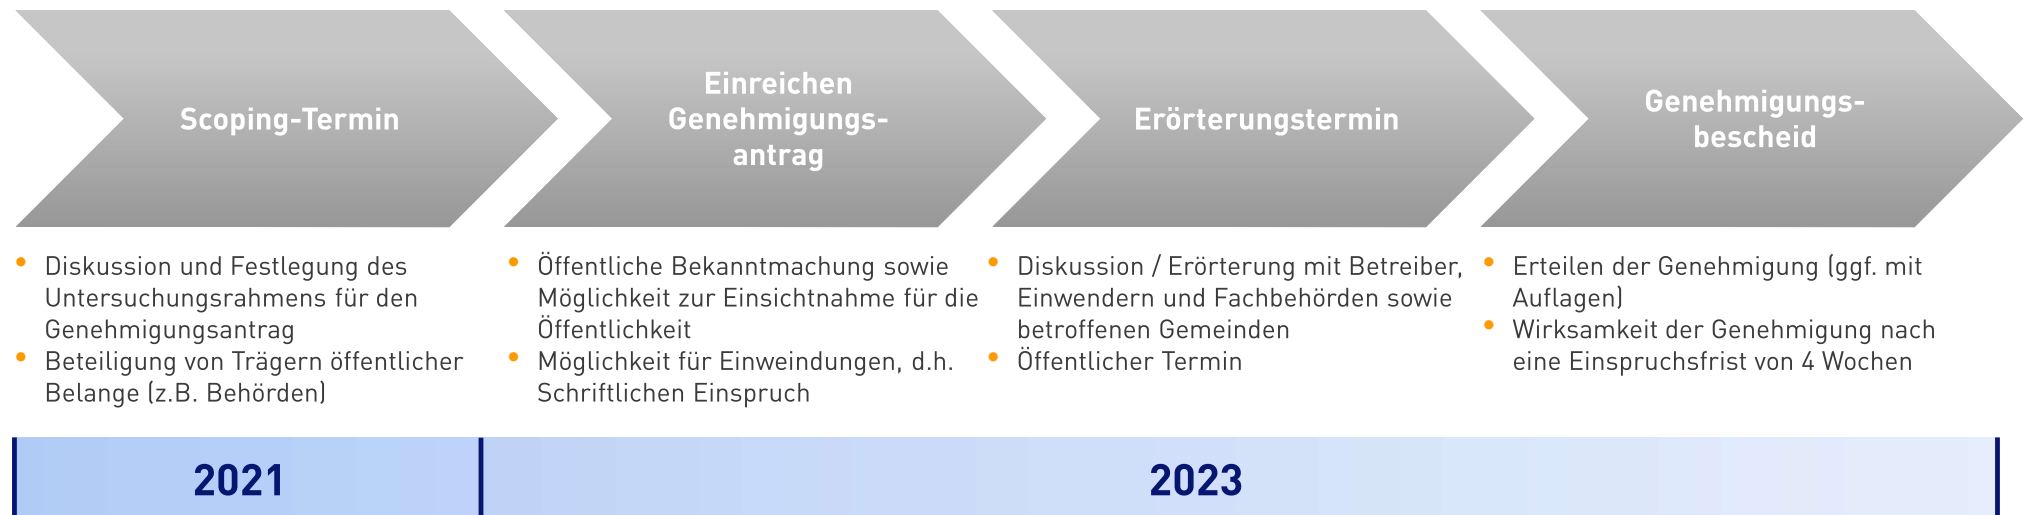 Scoping-Termin
Einreichen
Genehmigungs-
antrag
Erörterungstermin
Genehmigungs-
bescheid
• Diskussion und Festlegung des
Untersuchungsrahmens für den
Genehmigungsantrag
• Beteiligung von Trägern öffentlicher
Belange (z.B. Behörden)
• Öffentliche Bekanntmachung sowie
Möglichkeit zur Einsichtnahme für die
Öffentlichkeit
• Möglichkeit für Einweindungen, d.h.
Schriftlichen Einspruch
• Diskussion / Erörterung mit Betreiber,
Einwendern und Fachbehörden sowie
betroffenen Gemeinden
• Öffentlicher Termin
• Erteilen der Genehmigung (ggf. mit
Auflagen)
• Wirksamkeit der Genehmigung nach
eine Einspruchsfrist von 4 Wochen
2021
2023